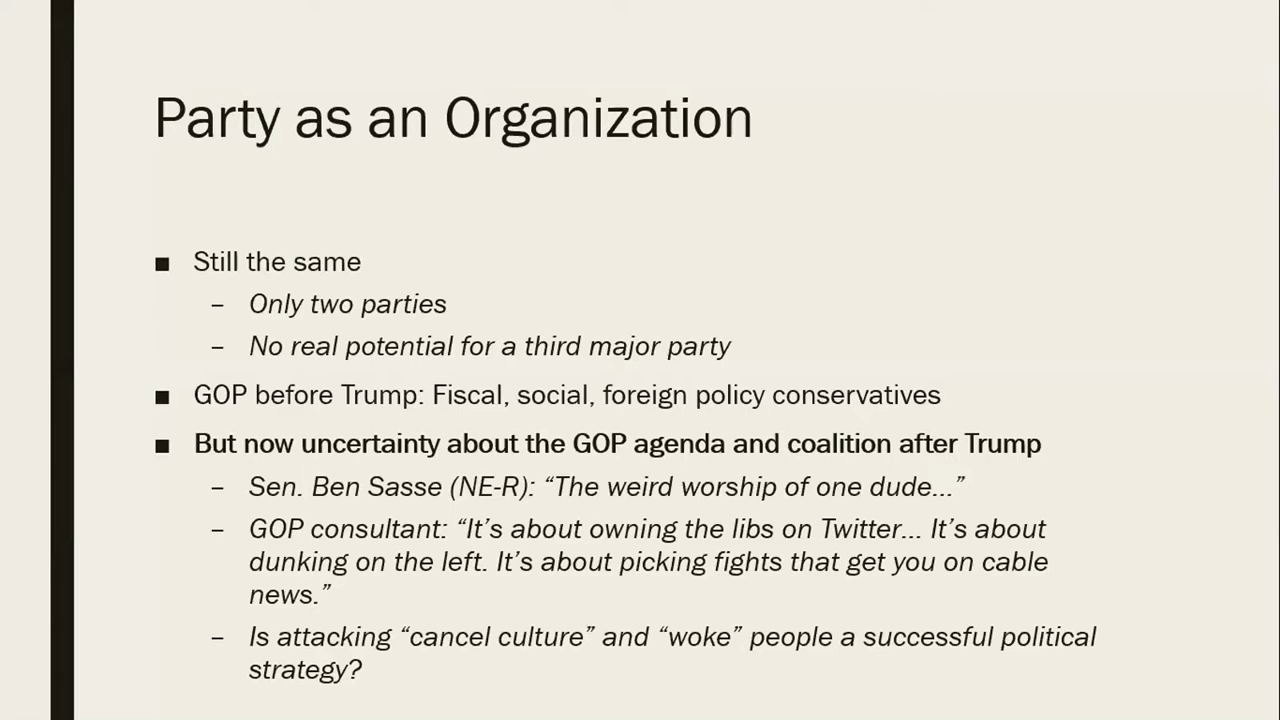 Party as an Organization
■ Still the same
– Only two parties
– No real potential for a third major party
■ GOP before Trump: Fiscal, social, foreign policy conservatives
■ But now uncertainty about the GOP agenda and coalition after Trump
– Sen. Ben Sasse (NE-R): “The weird worship of one dude…”
– GOP consultant: “It’s about owning the libs on Twitter… It’s about
dunking on the left. It’s about picking fights that get you on cable
news.”
– Is attacking “cancel culture” and “woke” people a successful political
strategy?